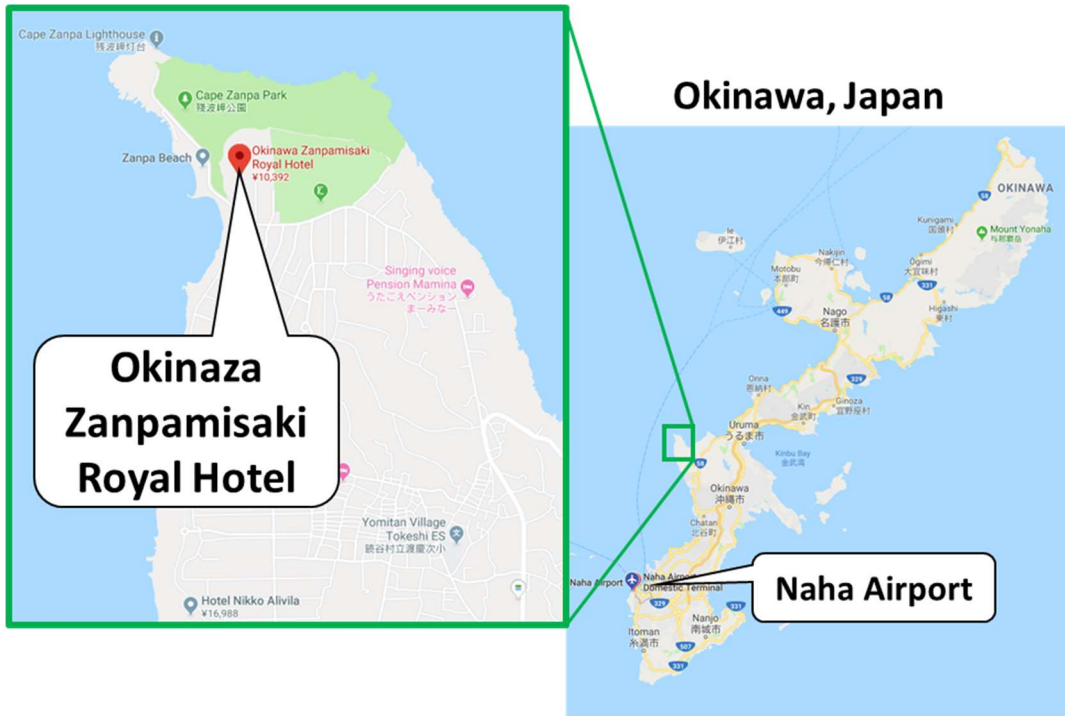 Cape Zanpa Lighthouse
残波岬灯台
Cape Zanpa Park
残波岬公園
Zanpa Beach
Okinawa Zanpamisaki
Royal Hotel
¥10,392
Singing voice
Pension Mamina
うたごえペンション
まーみなー
Okinaza
Zanpamisaki
Royal Hotel
Yomitan Village
Tokeshi ES
読谷村立渡慶次小
Hotel Nikko Alivila
¥16,988
Okinawa, Japan
OKINAWA
58
Kunigami
国頭村
Mount Yonaha
与那覇岳
Ie
伊江村
Nakijin
今帰仁村
Ogimi
大宜味村
Motobu
本部町
58
331
449
Nago
名護市
Higashi
東村
Onna
恩納村
329
Kin
金武町
Ginoza
宜野座村
Uruma
うるま市
Kinbu Bay
金武湾
58
Okinawa
沖縄市
Chatan
北谷町
Naha Airport
Naha Airport
Domestic Terminal
Naha Airport
329
331
Nanjo
南城市
Itoman
糸満市
507
331